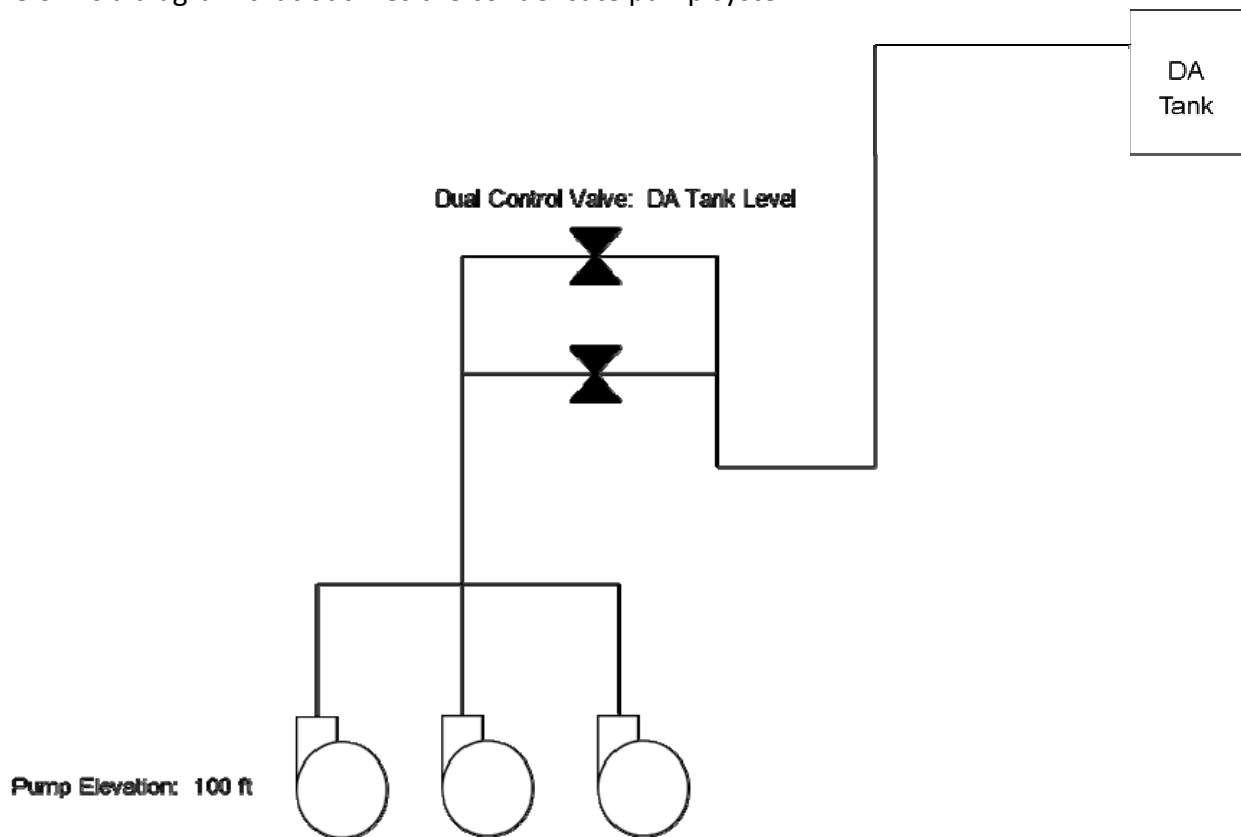 DA
Tank
Dual Control Valve: DA Tank Level
Pump Elevation: 100 ft